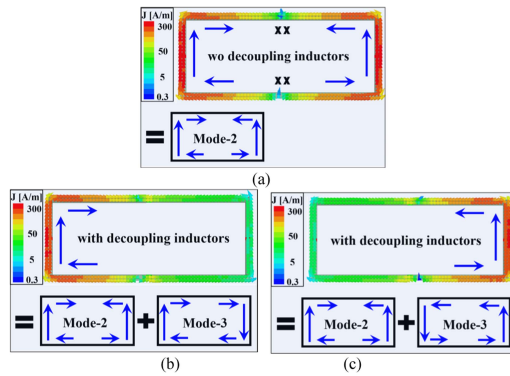 J [A/m]
300
50
5
0.3
x x
wo decoupling inductors
x x
= Mode-2
(a)
J [A/m]
300
50
5
0.3
with decoupling inductors
= Mode-2 + Mode-3
(b)
J [A/m]
300
50
5
0.3
with decoupling inductors
= Mode-2 + Mode-3
(c)